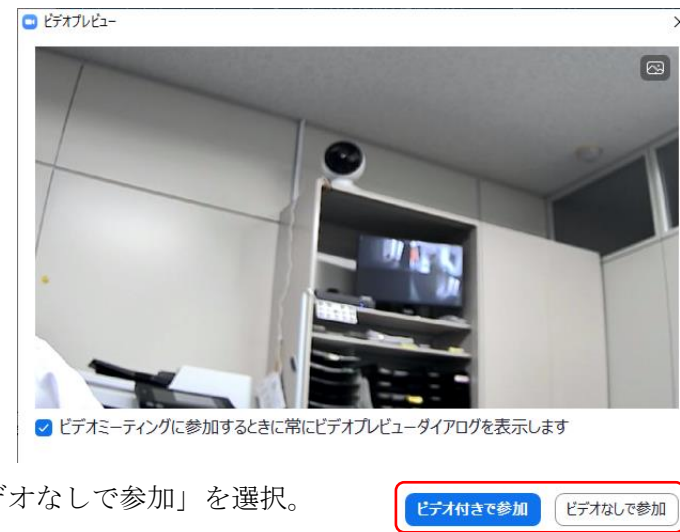 ビデオプレビュー
ビデオミーティングに参加するときに常にビデオプレビューダイアログを表示します
デオなしで参加」を選択。
ビデオ付きで参加 ビデオなしで参加